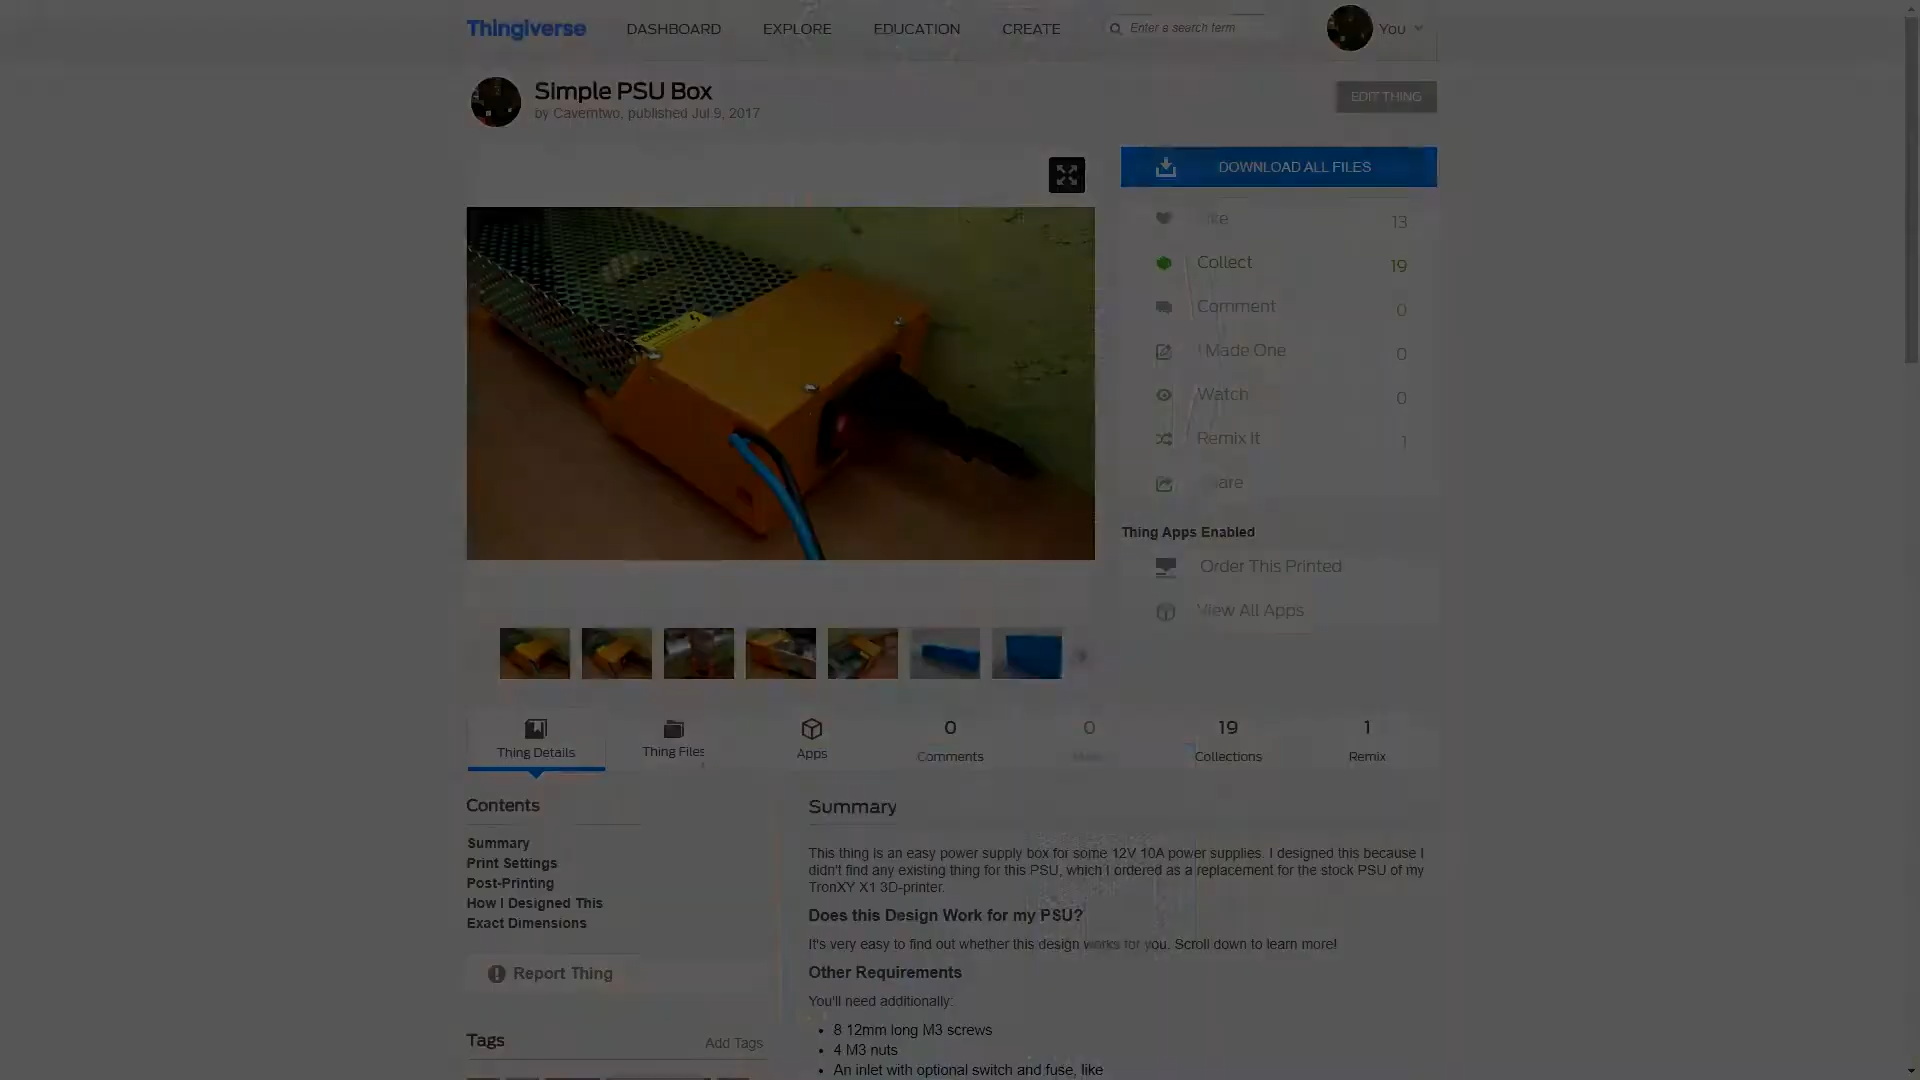 Thingiverse
DASHBOARD
EXPLORE
EDUCATION
CREATE
Enter a search term
You
Simple PSU Box
by Caverntwo, published Jul 9, 2017
EDIT THING
DOWNLOAD ALL FILES
13
Collect
19
Comment
0
I Made One
0
Watch
0
Remix It
1
Thing Apps Enabled
Order This Printed
View All Apps
CAUTION
Thing Details
Thing Files
Apps
0
Comments
0
19
Collections
1
Remix
Contents
Summary
Print Settings
Post-Printing
How I Designed This
Exact Dimensions
Report Thing
Tags
Add Tags
Summary
This thing is an easy power supply box for some 12V 10A power supplies. I designed this because I
didn't find any existing thing for this PSU, which I ordered as a replacement for the stock PSU of my
TronXY X1 3D-printer.
Does this Design Work for my PSU?
It's very easy to find out whether this design works for you. Scroll down to learn more!
Other Requirements
You'll need additionally:
• 8 12mm long M3 screws
• 4 M3 nuts
• An inlet with optional switch and fuse, like